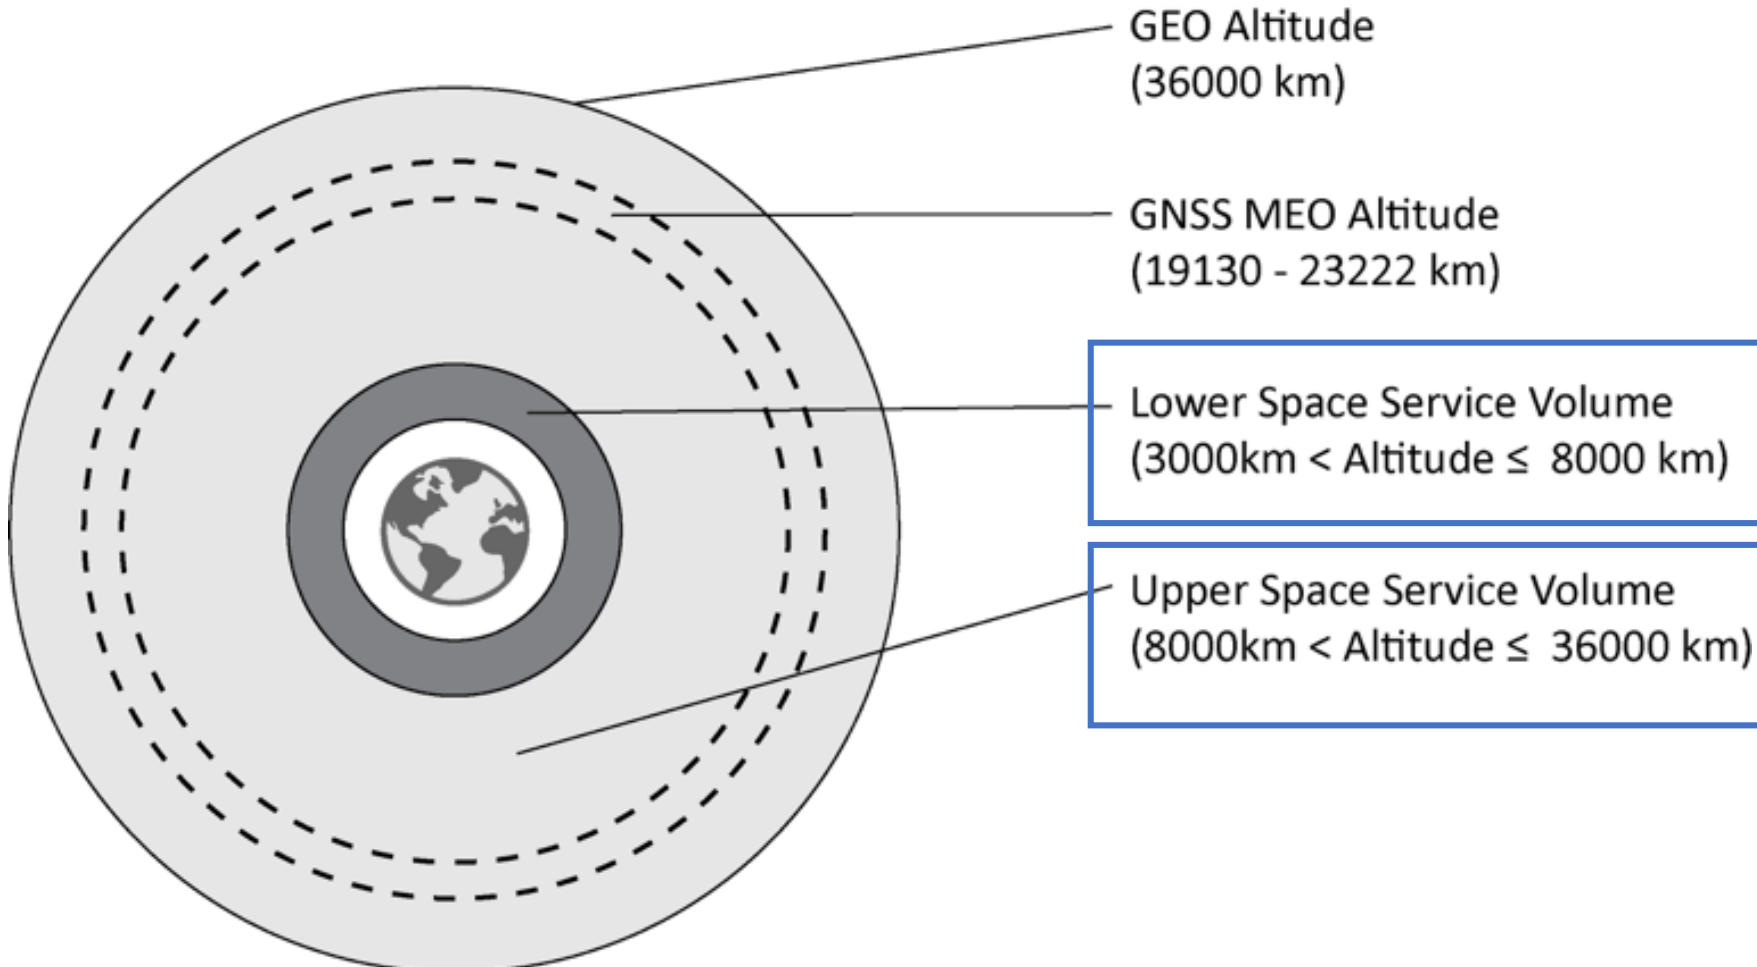 GEO Altitude
(36000 km)
GNSS MEO Altitude
(19130 - 23222 km)
Lower Space Service Volume
(3000km < Altitude ≤ 8000 km)
Upper Space Service Volume
(8000km < Altitude ≤ 36000 km)